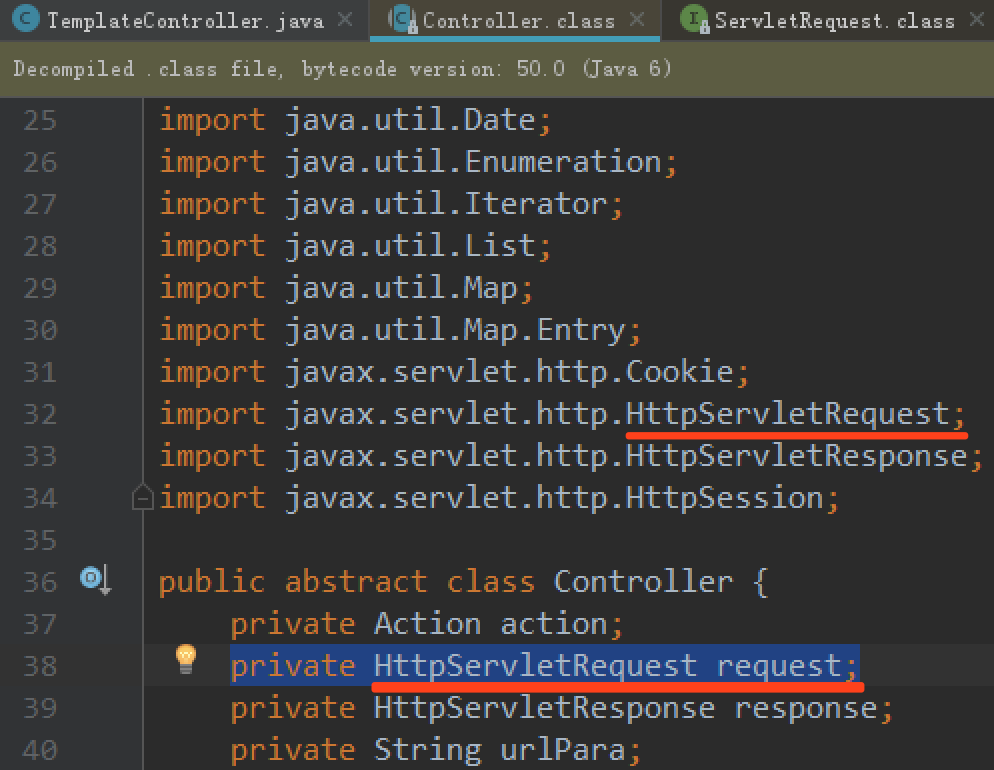 TemplateController.java Controller.class ServletRequest.class
Decompiled .class file, bytecode version: 50.0 (Java 6)
25 import java.util.Date;
26 import java.util.Enumeration;
27 import java.util.Iterator;
28 import java.util.List;
29 import java.util.Map;
30 import java.util.Map.Entry;
31 import javax.servlet.http.Cookie;
32 import javax.servlet.http.HttpServletRequest;
33 import javax.servlet.http.HttpServletResponse;
34 import javax.servlet.http.HttpSession;
35
36 public abstract class Controller {
37 private Action action;
38 private HttpServletRequest request;
39 private HttpServletResponse response;
40 private String urlPara;